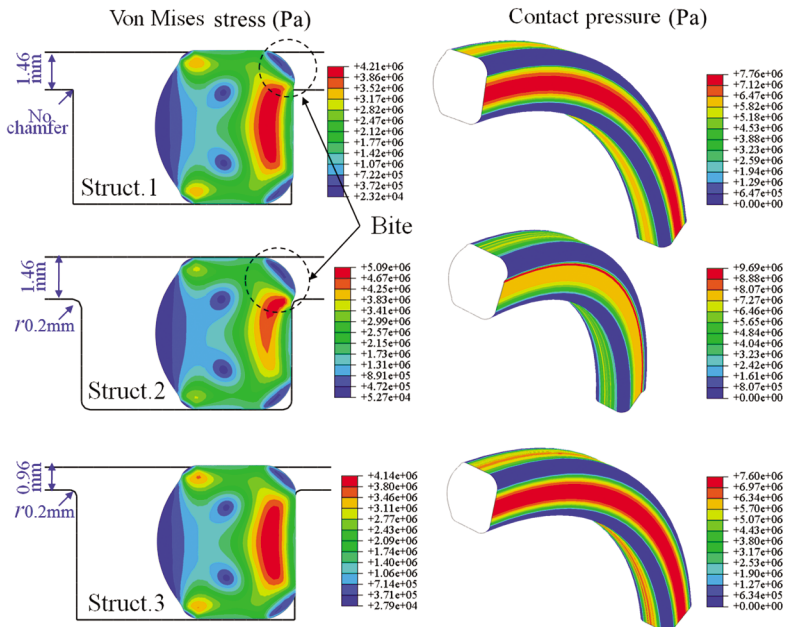 Von Mises stress (Pa)
Contact pressure (Pa)
1.46
mm
No
chamfer
Struct.1
+4.21e+06
+3.86e+06
+3.52e+06
+3.17e+06
+2.82e+06
+2.47e+06
+2.12e+06
+1.77e+06
+1.42e+06
+1.07e+06
+7.22e+05
+3.72e+05
+2.32e+04
+7.76e+06
+7.12e+06
+6.47e+06
+5.82e+06
+5.18e+06
+4.53e+06
+3.88e+06
+3.23e+06
+2.59e+06
+1.94e+06
+1.29e+06
+6.47e+05
+0.00e+00
Bite
1.46
mm
r0.2mm
Struct.2
+5.09e+06
+4.67e+06
+4.25e+06
+3.83e+06
+3.41e+06
+2.99e+06
+2.57e+06
+2.15e+06
+1.73e+06
+1.31e+06
+8.91e+05
+4.72e+05
+5.27e+04
+9.69e+06
+8.88e+06
+8.07e+06
+7.27e+06
+6.46e+06
+5.65e+06
+4.84e+06
+4.04e+06
+3.23e+06
+2.42e+06
+1.61e+06
+8.07e+05
+0.00e+00
0.96
mm
r0.2mm
Struct.3
+4.14e+06
+3.80e+06
+3.46e+06
+3.11e+06
+2.77e+06
+2.43e+06
+2.09e+06
+1.74e+06
+1.40e+06
+1.06e+06
+7.14e+05
+3.71e+05
+2.79e+04
+7.60e+06
+6.97e+06
+6.34e+06
+5.70e+06
+5.07e+06
+4.43e+06
+3.80e+06
+3.17e+06
+2.53e+06
+1.90e+06
+1.27e+06
+6.34e+05
+0.00e+00